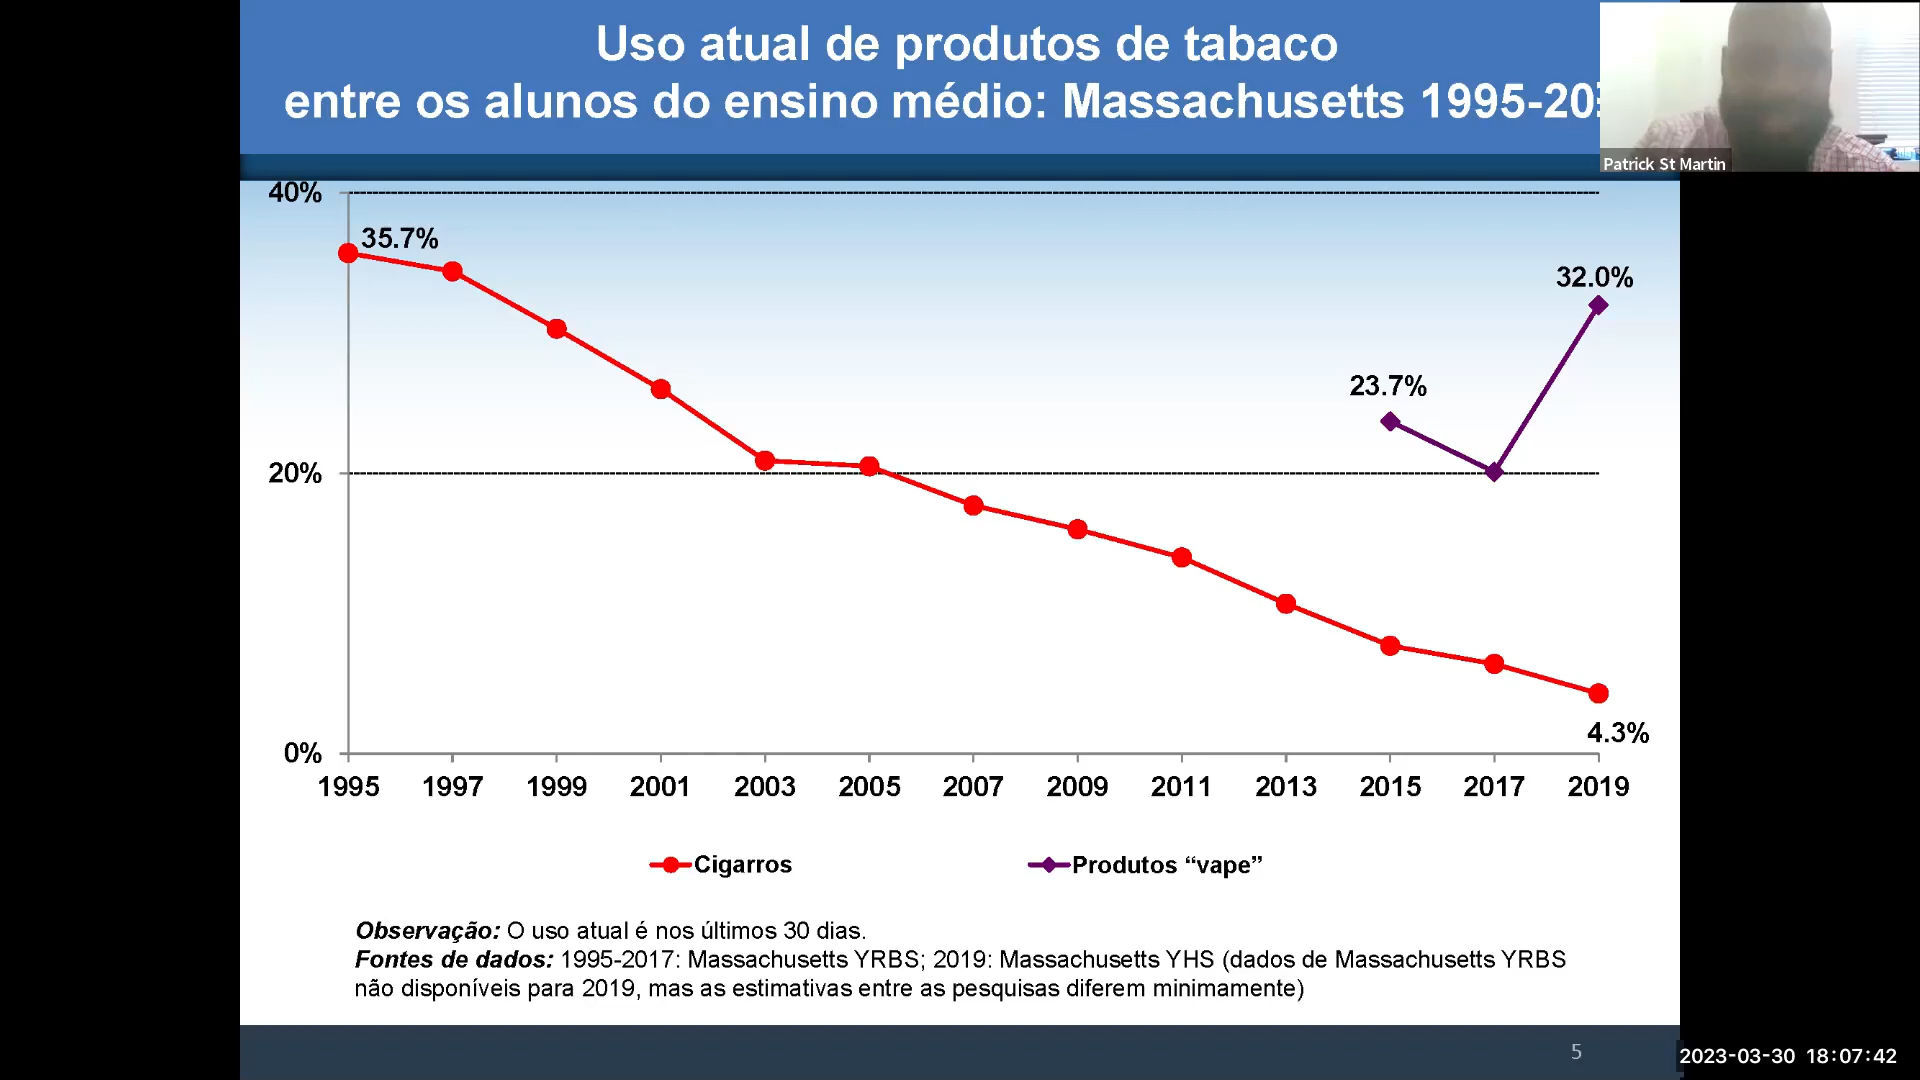 Uso atual de produtos de tabaco
entre os alunos do ensino médio: Massachusetts 1995-20
Patrick St Martin
40%
35.7%
32.0%
23.7%
20%
4.3%
0%
1995 1997 1999 2001 2003 2005 2007 2009 2011 2013 2015 2017 2019
Cigarros Produtos “vape”
Observação: O uso atual é nos últimos 30 dias.
Fontes de dados: 1995-2017: Massachusetts YRBS; 2019: Massachusetts YHS (dados de Massachusetts YRBS
não disponíveis para 2019, mas as estimativas entre as pesquisas diferem minimamente)
5
2023-03-30 18:07:42